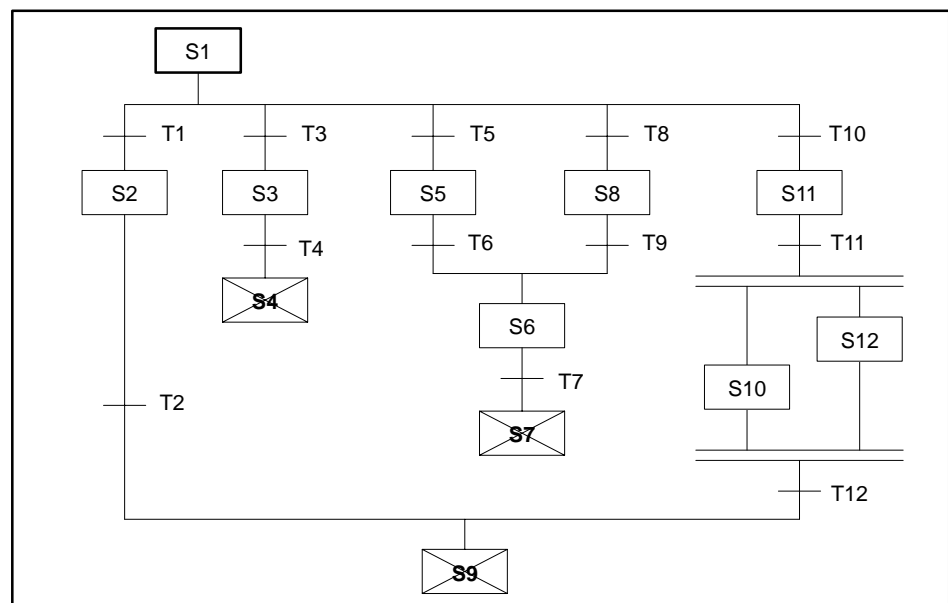 S1
T1 T3 T5 T8 T10
S2 S3 S5 S8 S11
T4 T6 T9 T11
S4
S6 S12
T7 S10
T2
S7
T12
S9